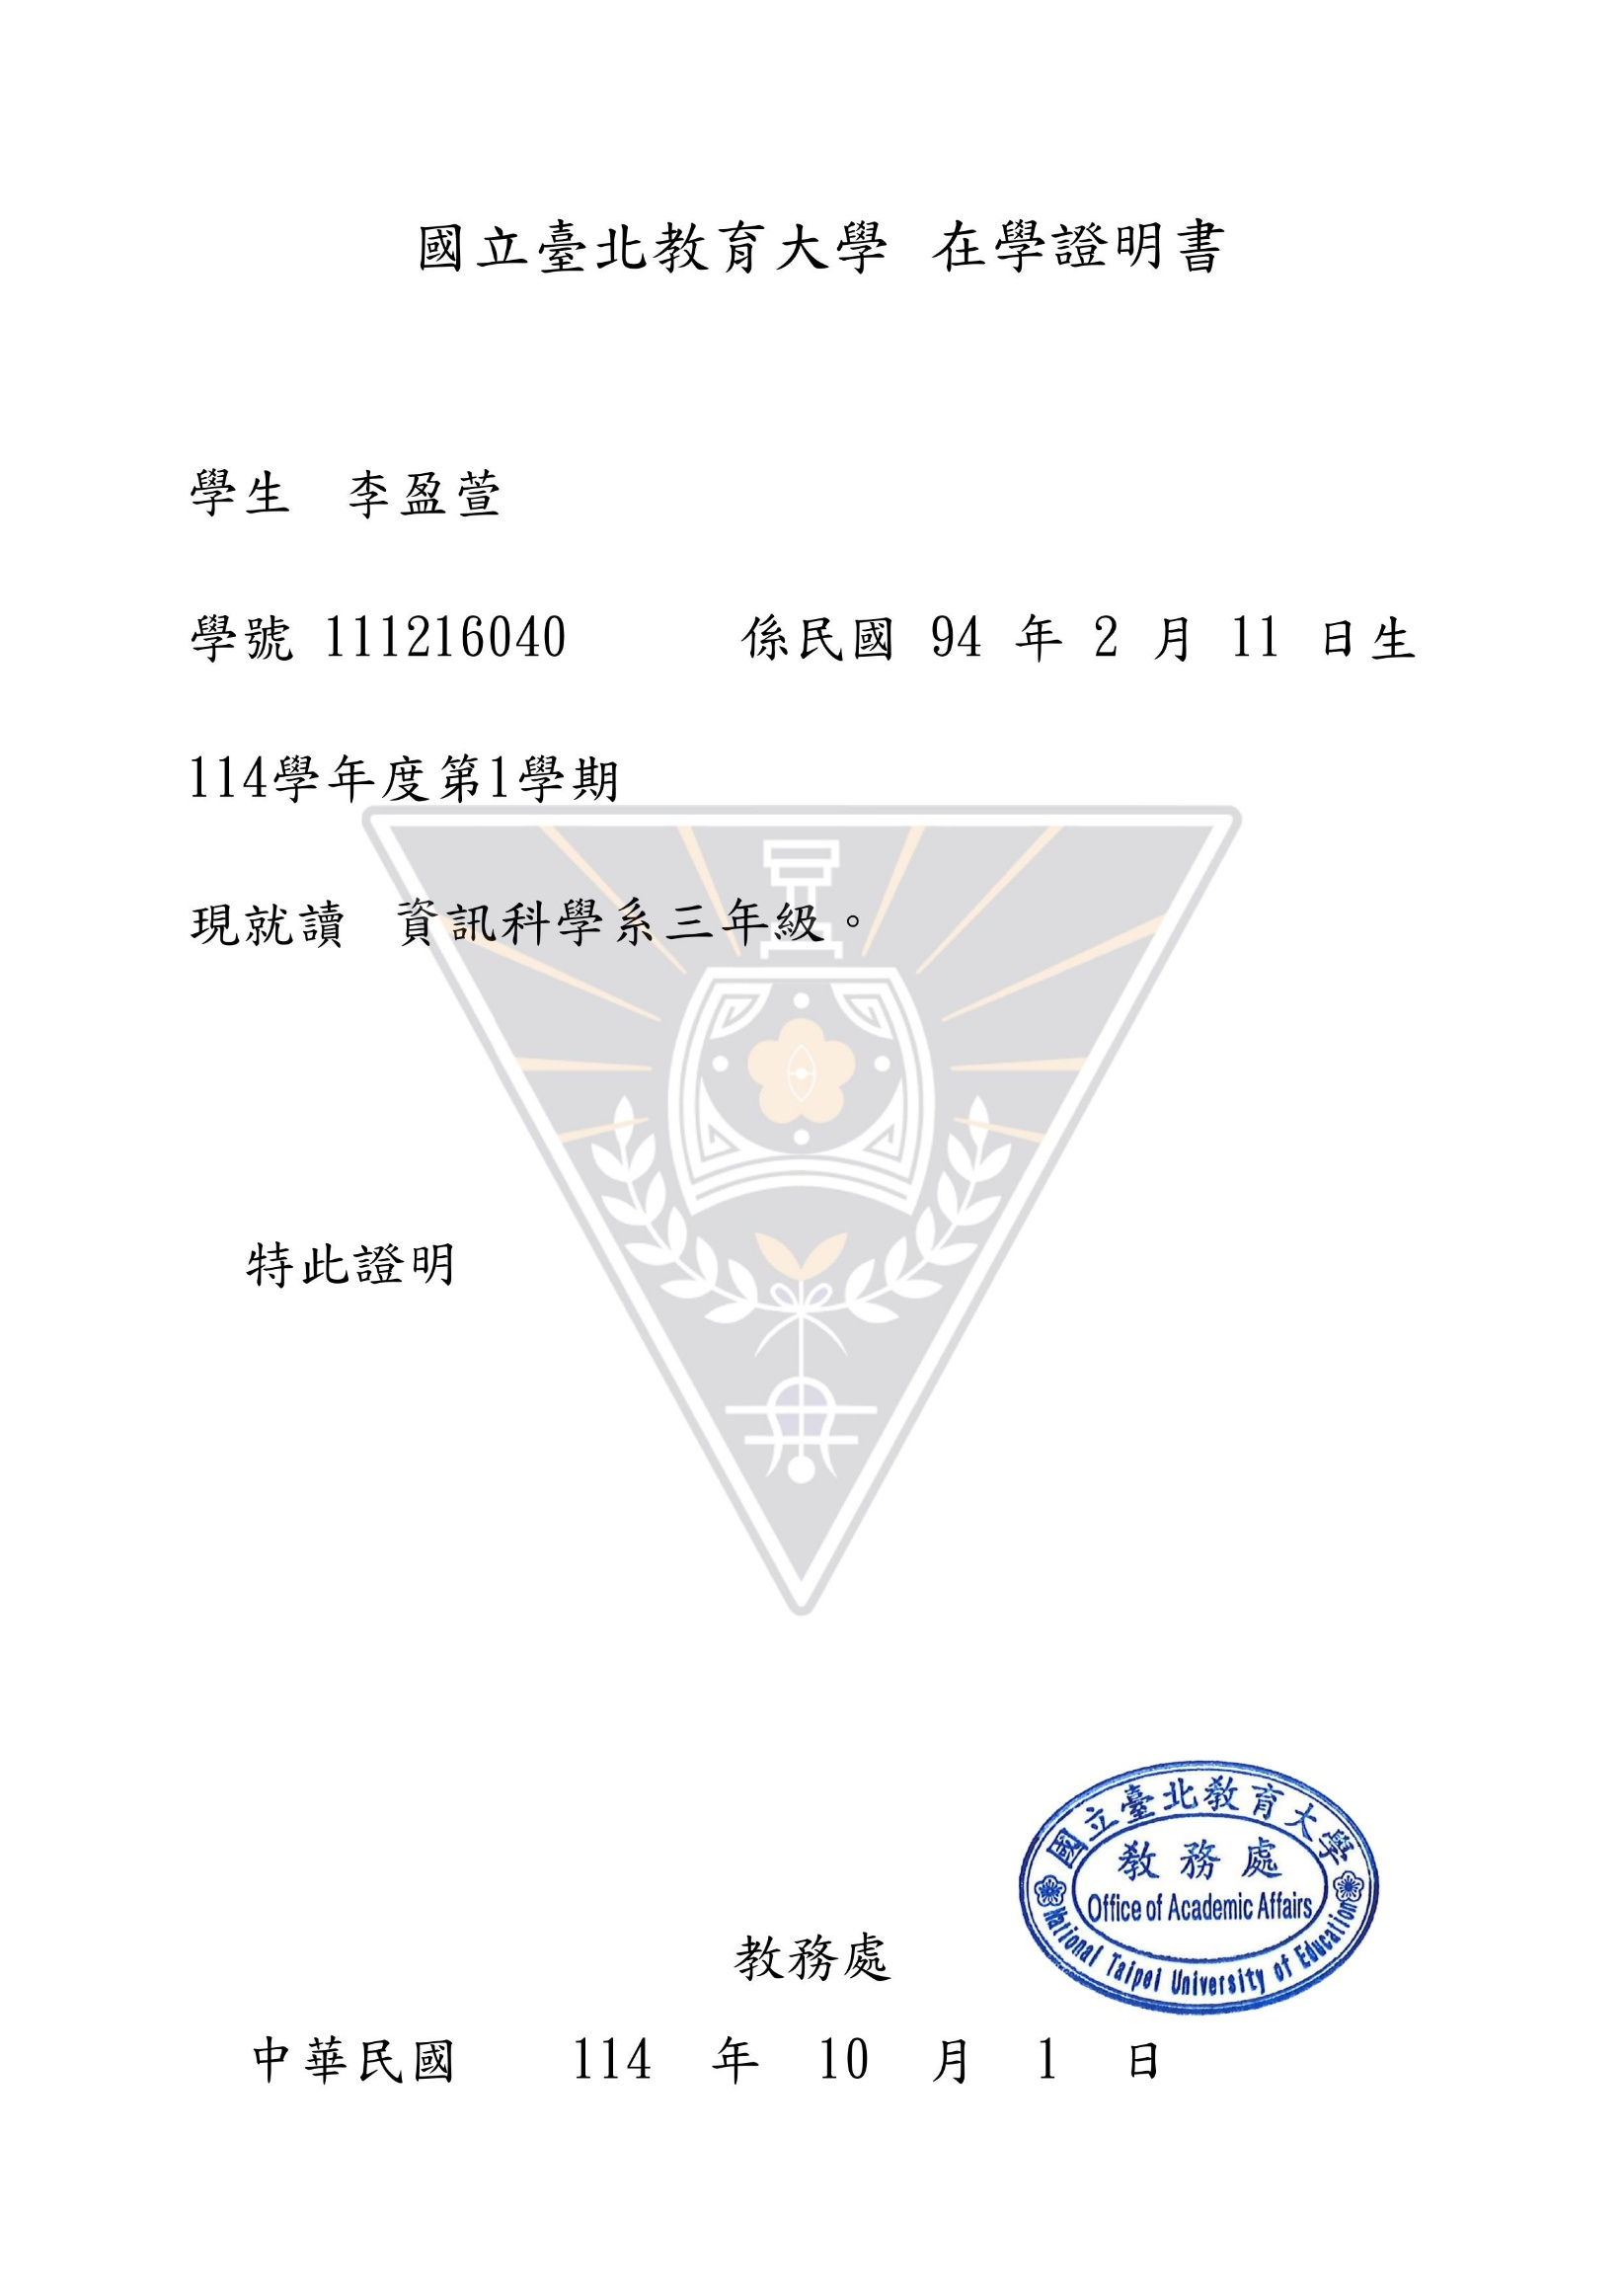 國立臺北教育大學 在學證明書
學生 李盈萱
學號 111216040 係民國 94 年 2 月 11 日生
114學年度第1學期
現就讀 資訊科學系三年級。
特此證明
國立臺北教育大學
教務處
Office of Academic Affairs
National Taipei University of Education
教務處
中華民國 114 年 10 月 1 日